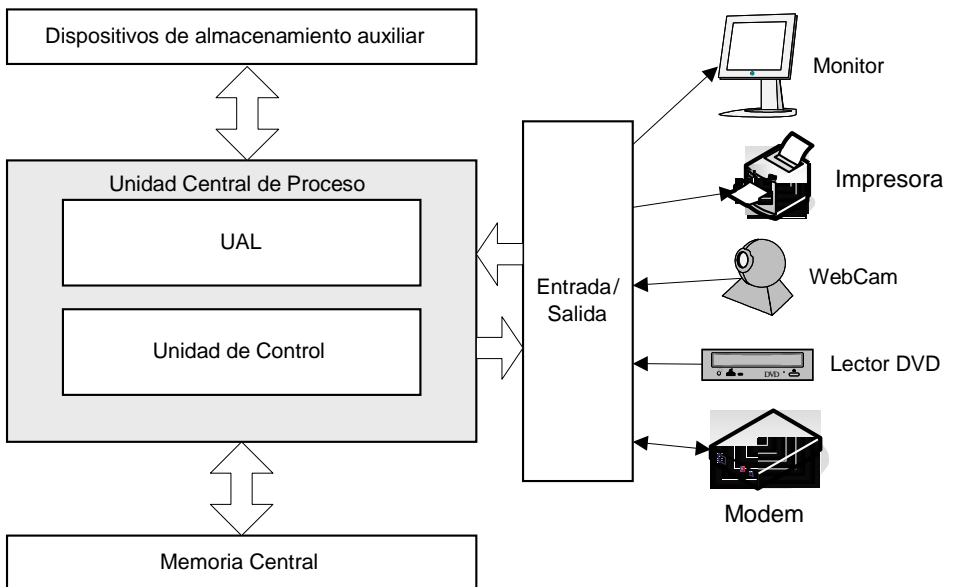 Dispositivos de almacenamiento auxiliar
Monitor
Unidad Central de Proceso
Impresora
UAL
WebCam
Entrada/
Salida
Unidad de Control
Lector DVD
DVD
Modem
Memoria Central